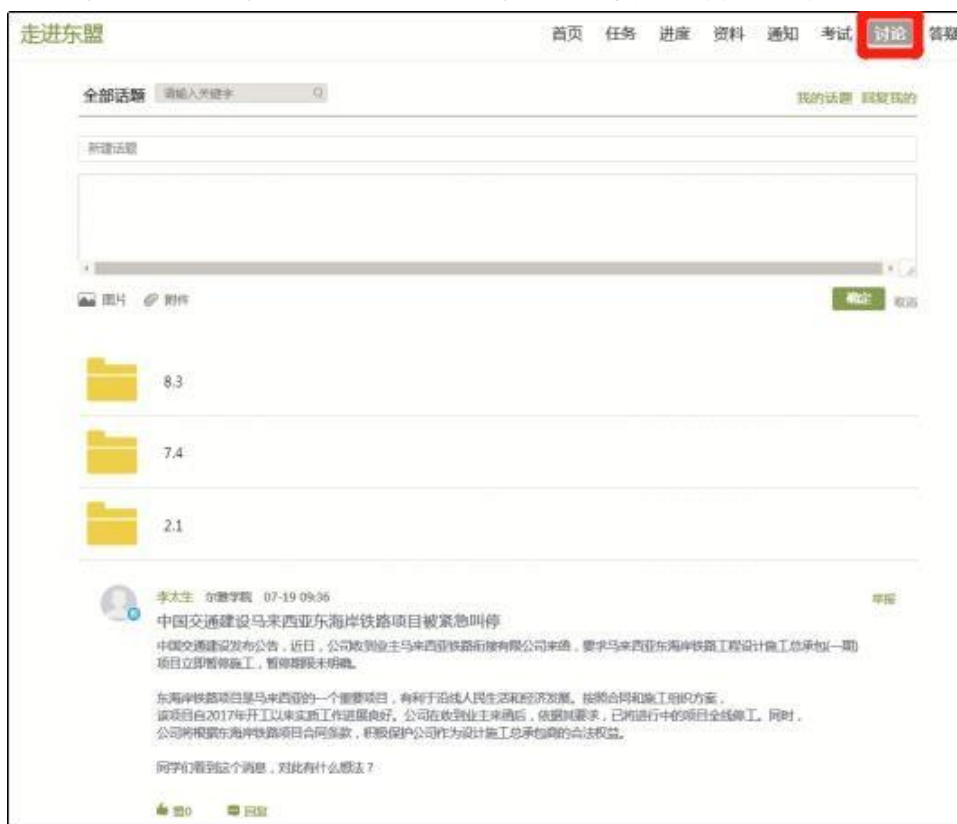 走进东盟
首页 任务 进度 资料 通知 考试 讨论 答疑
全部话题 请输入关键字
我的话题 回复我的
新建话题
图片 附件
确定 取消
8.3
7.4
2.1
李太生 尔雅学院 07-19 09:36
举报
中国交通建设马来西亚东海岸铁路项目被紧急叫停
中国交通建设发布公告，近日，公司收到业主马来西亚铁路衔接有限公司来函，要求马来西亚东海岸铁路工程设计施工总承包(一期)
项目立即暂停施工，暂停期限未明确。
东海岸铁路项目是马来西亚的一个重要项目，有利于沿线人民生活和经济发展。按照合同和施工组织方案，
该项目自2017年开工以来实质工作进展良好。公司在收到业主来函后，依据其要求，已将进行中的项目全线停工。同时，
公司将根据东海岸铁路项目合同条款，积极保护公司作为设计施工总承包商的合法权益。
同学们看到这个消息，对此有什么想法？
赞0 回复